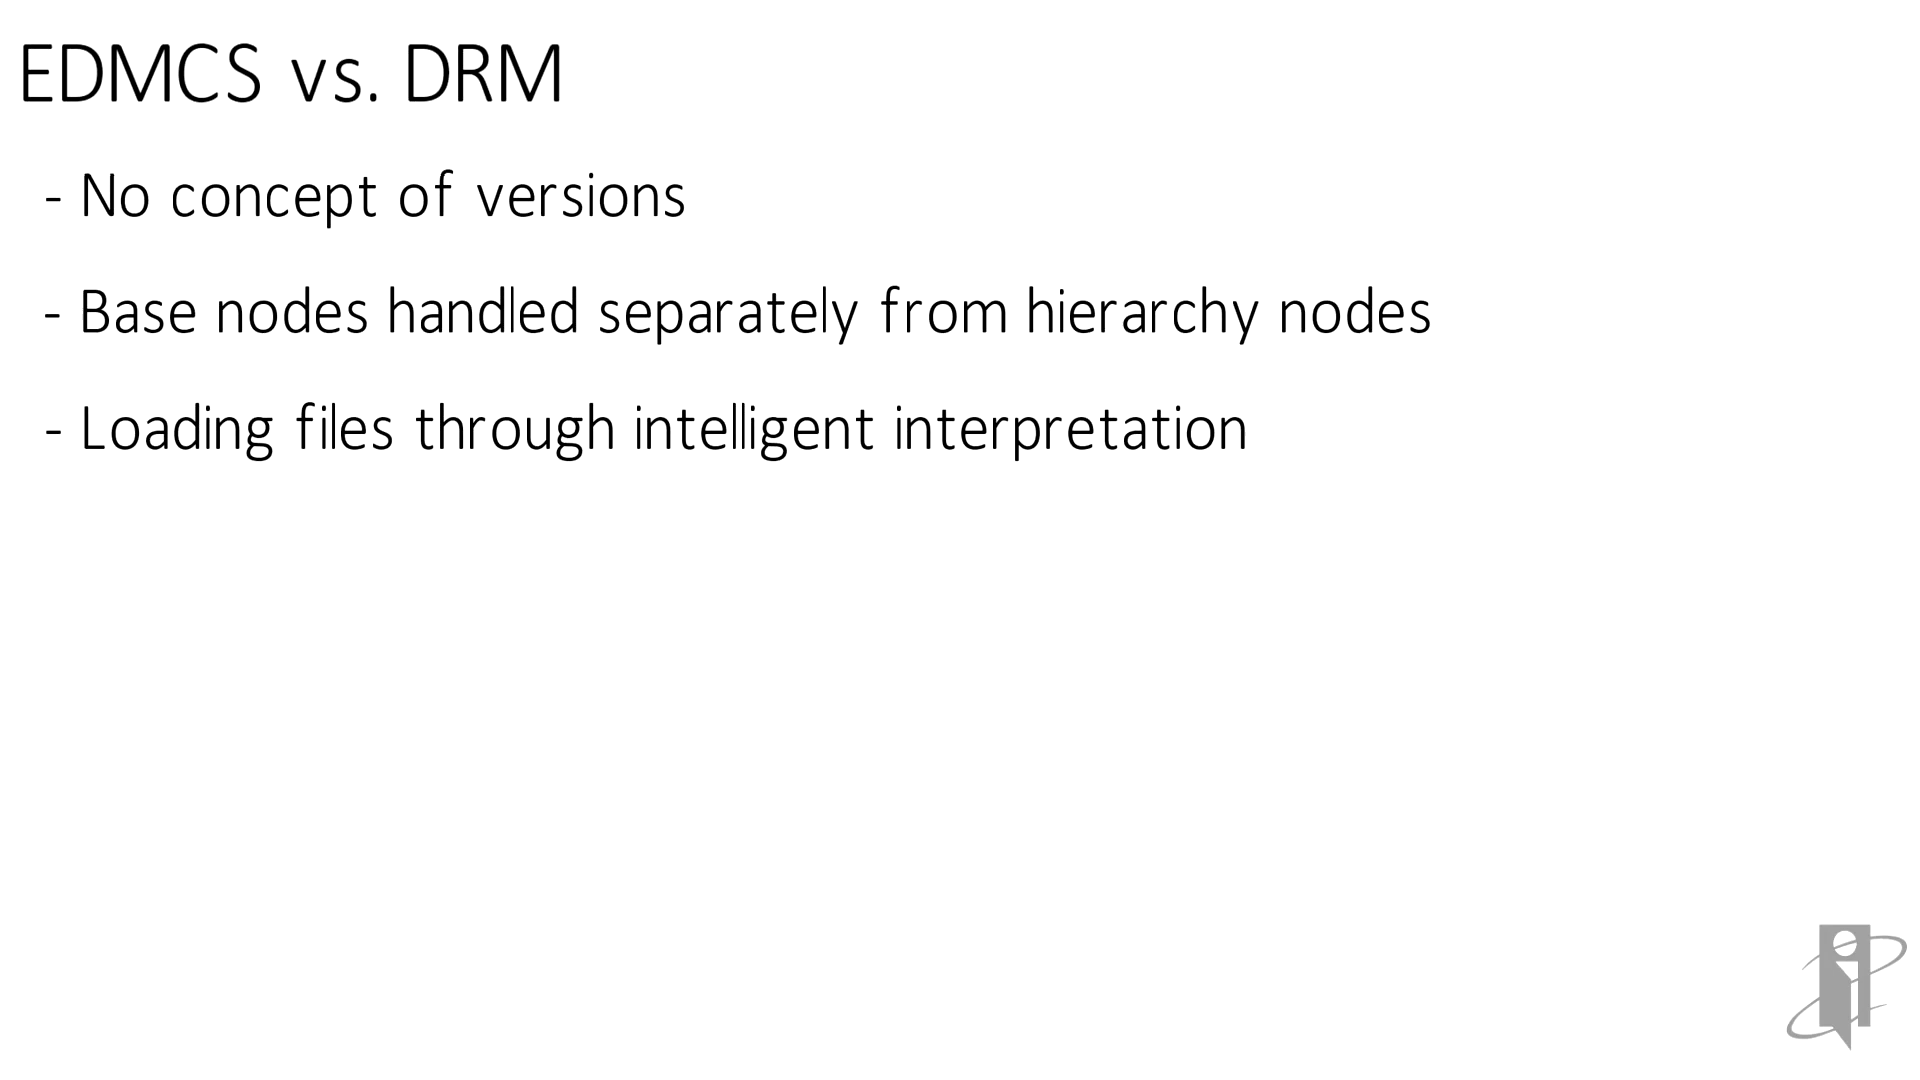 EDMCS vs. DRM
- No concept of versions
- Base nodes handled separately from hierarchy nodes
- Loading files through intelligent interpretation